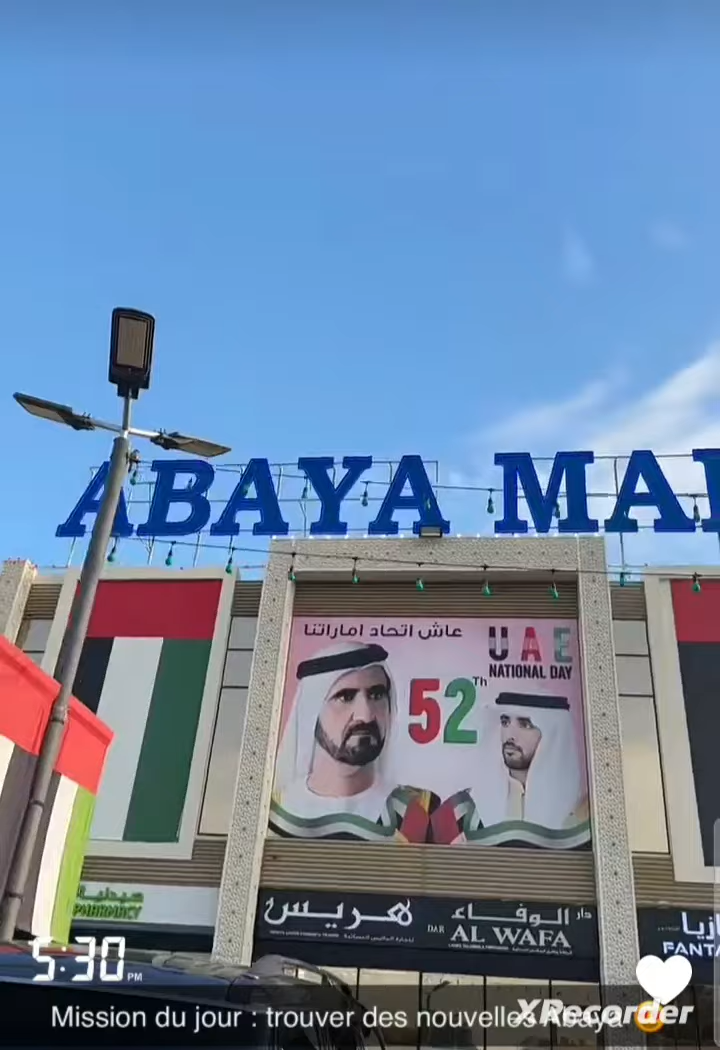 ABAYA MA
عاش اتحاد اماراتنا
UAE
NATIONAL DAY
52Th
صيدلية
PHARMACY
هريس
دار الوفاء
DAR AL WAFA
FANTA
5:30 PM
Mission du jour : trouver des nouvelles Abaya
XRecorder